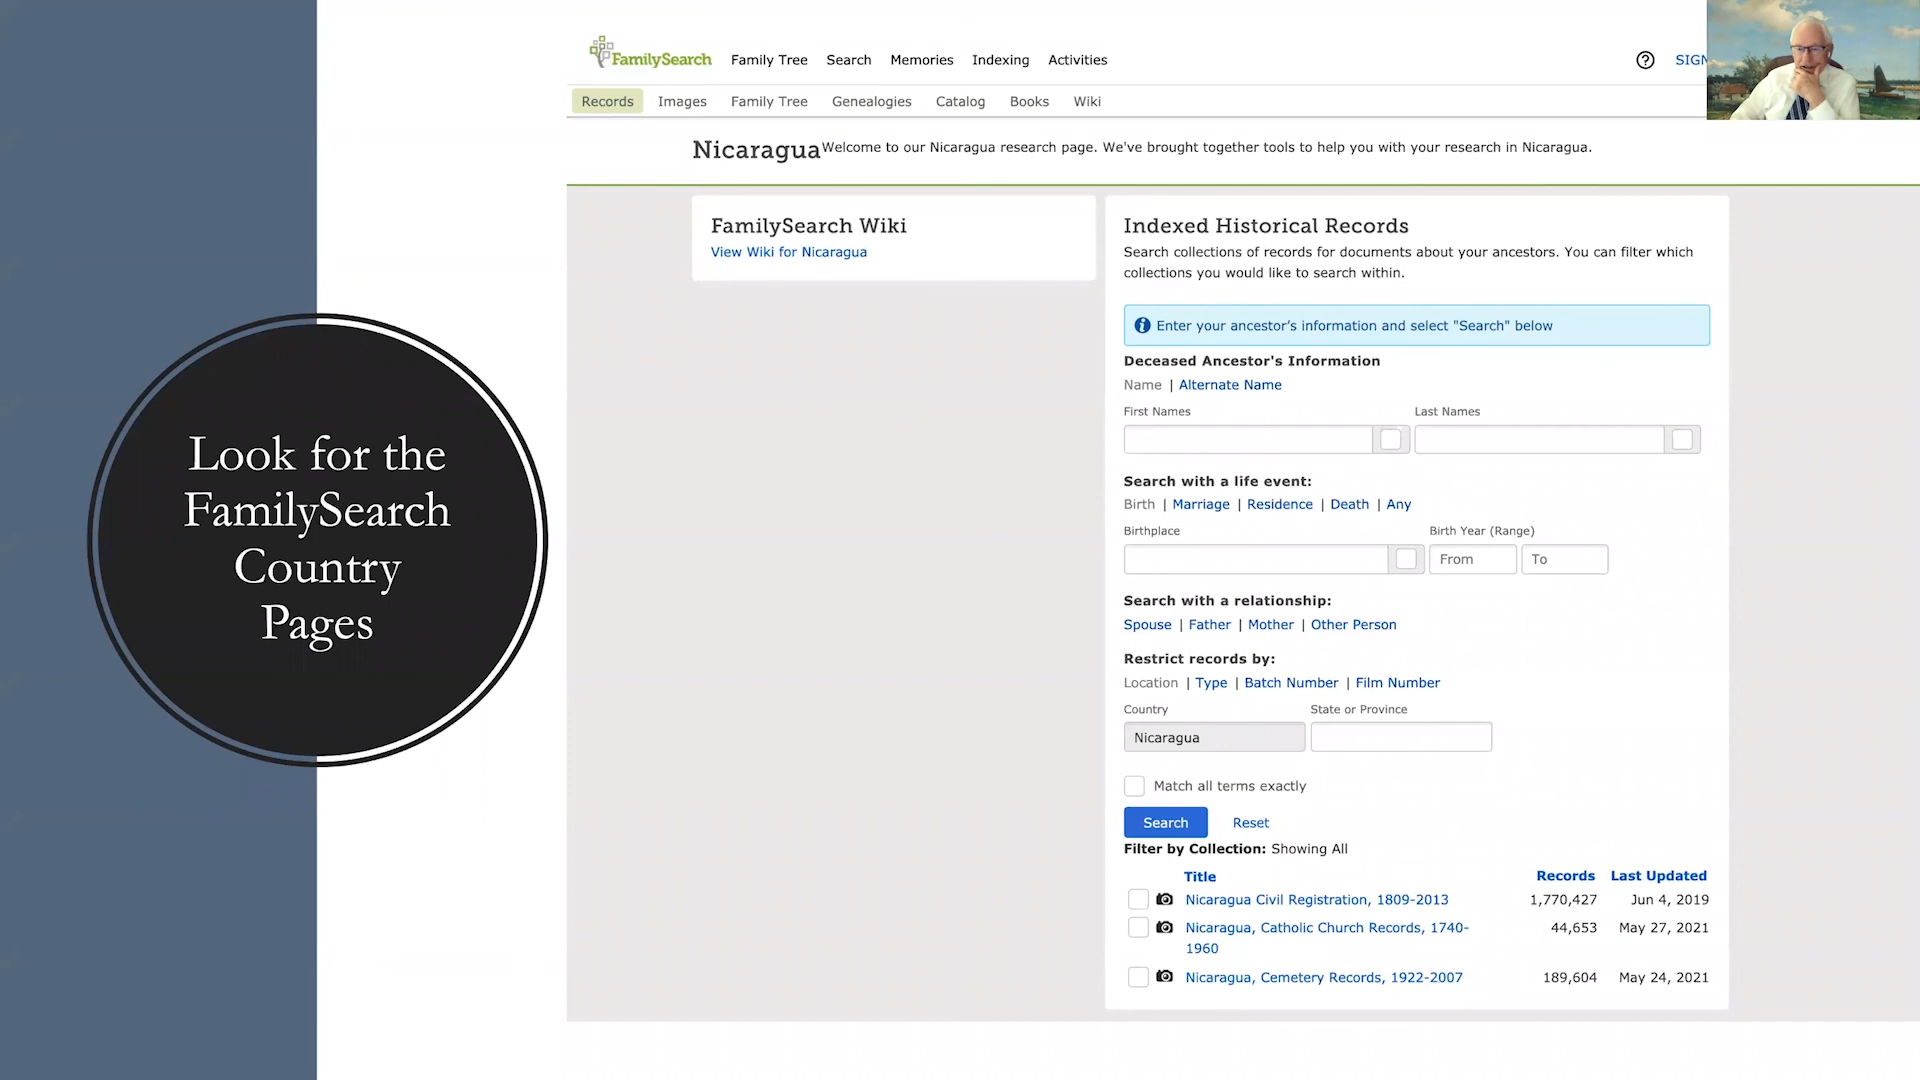 Look for the
FamilySearch
Country
Pages
FamilySearch Family Tree Search Memories Indexing Activities
SIGN
Records Images Family Tree Genealogies Catalog Books Wiki
Nicaragua Welcome to our Nicaragua research page. We've brought together tools to help you with your research in Nicaragua.
FamilySearch Wiki
View Wiki for Nicaragua
Indexed Historical Records
Search collections of records for documents about your ancestors. You can filter which
collections you would like to search within.
Enter your ancestor's information and select "Search" below
Deceased Ancestor's Information
Name | Alternate Name
First Names Last Names
Search with a life event:
Birth | Marriage | Residence | Death | Any
Birthplace Birth Year (Range)
From To
Search with a relationship:
Spouse | Father | Mother | Other Person
Restrict records by:
Location | Type | Batch Number | Film Number
Country State or Province
Nicaragua
Match all terms exactly
Search Reset
Filter by Collection: Showing All
Title Records Last Updated
Nicaragua Civil Registration, 1809-2013 1,770,427 Jun 4, 2019
Nicaragua, Catholic Church Records, 1740- 44,653 May 27, 2021
1960
Nicaragua, Cemetery Records, 1922-2007 189,604 May 24, 2021